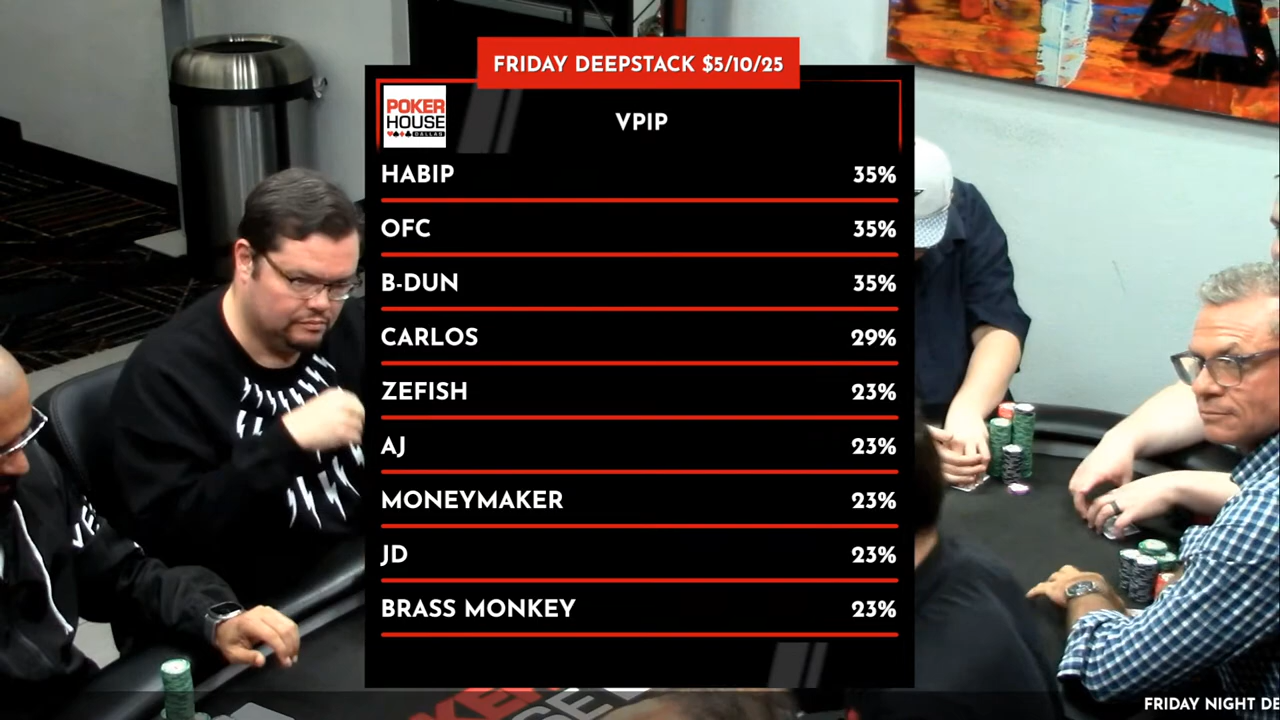 FRIDAY DEEPSTACK $5/10/25
POKER
HOUSE
DALLAS
VPIP
HABIP 35%
OFC 35%
B-DUN 35%
CARLOS 29%
ZEFISH 23%
AJ 23%
MONEYMAKER 23%
JD 23%
BRASS MONKEY 23%
FRIDAY NIGHT DE